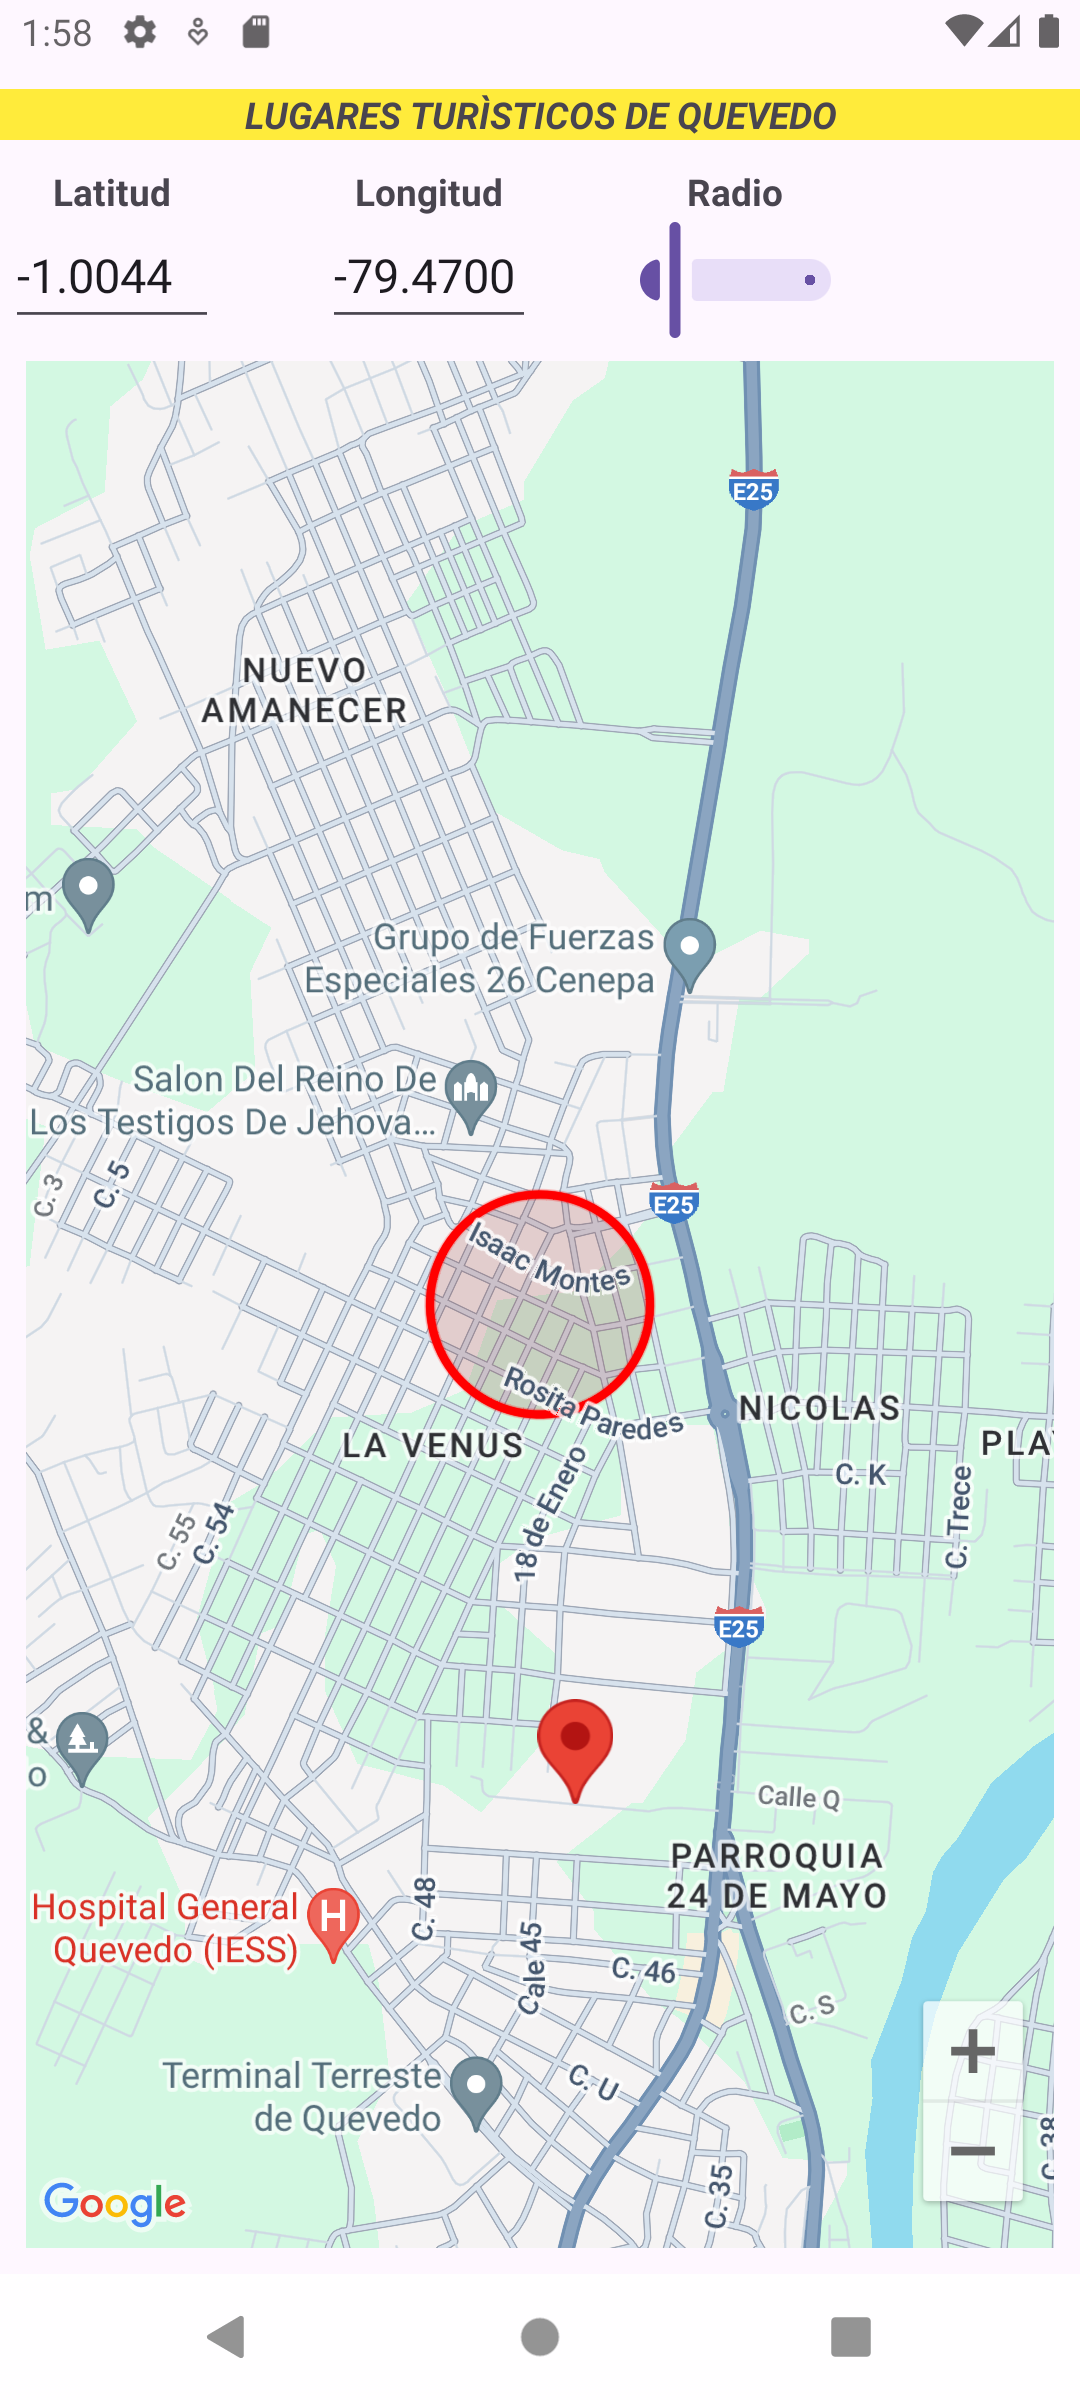 1:58
LUGARES TURÌSTICOS DE QUEVEDO
Latitud
Longitud
Radio
-1.0044
-79.4700
E25
NUEVO
AMANECER
m
Grupo de Fuerzas
Especiales 26 Cenepa
Salon Del Reino De
Los Testigos De Jehova...
C. 3
C. 5
E25
Isaac Montes
Rosita Paredes
NICOLAS
LA VENUS
PLA
C. K
18 de Enero
C. Trece
C. 55
C. 54
E25
&
o
Calle Q
PARROQUIA
24 DE MAYO
Hospital General
Quevedo (IESS)
H
C. 48
Cale 45
C. 46
C. S
Terminal Terreste
de Quevedo
C. U
+
−
C. 38
C. 35
Google